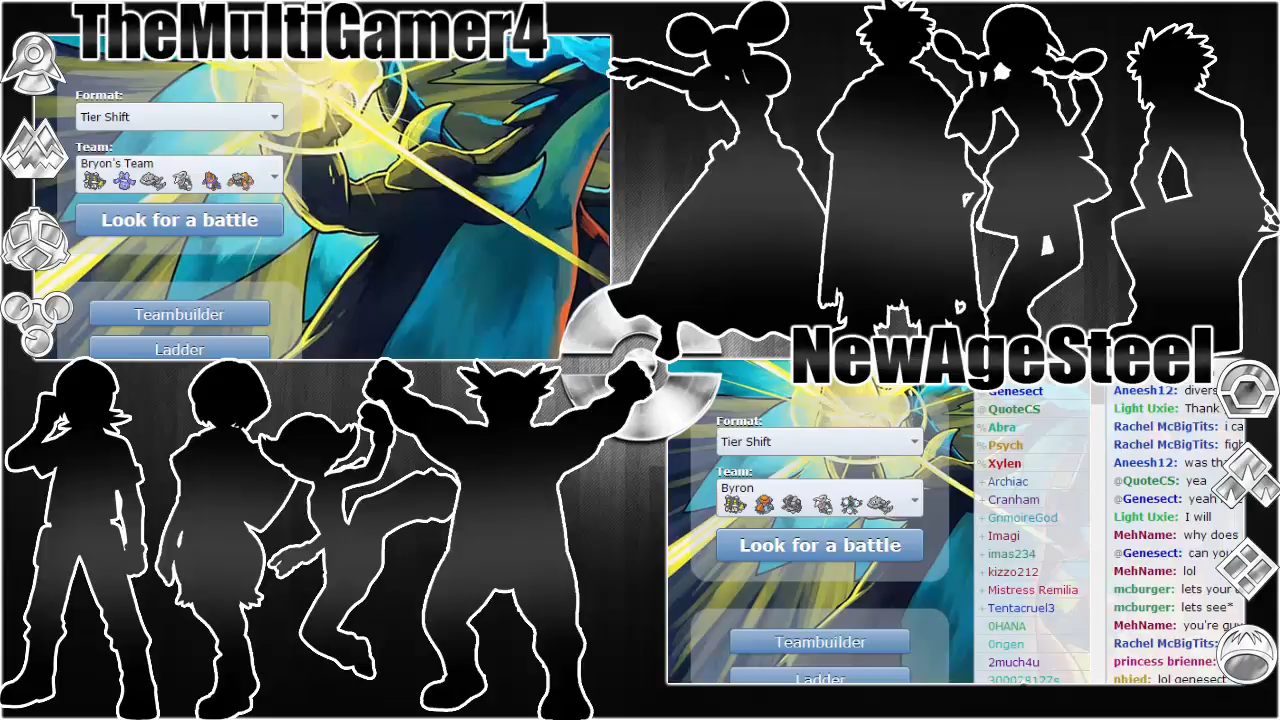 TheMultiGamer4
Format:
Tier Shift
Team:
Bryon's Team
Look for a battle
Teambuilder
Ladder
NewAgeSteel
Format:
Tier Shift
Team:
Byron
Look for a battle
Teambuilder
Ladder
Genesect
@QuoteCS
%Abra
%Psych
%Xylen
+Archiac
+Cranham
+GrimoireGod
+Imagi
+imas234
+kizzo212
+Mistress Remilia
+Tentacruel3
0HANA
0ngen
2much4u
Aneesh12: divers
Light Uxie: Thank
Rachel McBigTits: i ca
Rachel McBigTits: figh
Aneesh12: was th
@QuoteCS: yea
@Genesect: yeah
Light Uxie: I will
MehName: why does
@Genesect: can you
MehName: lol
mcburger: lets your
mcburger: lets see*
MehName: you're gu
Rachel McBigTits:
princess brienne:
nhied: lol genesect